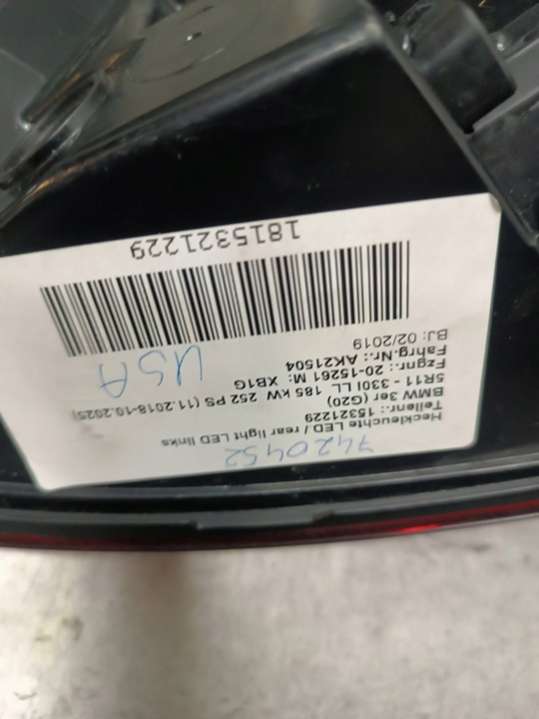 7420452
Heckleuchte LED / rear light LED links
Teilenr.: 15321229
BMW 3er (G20)
5R11 - 330I LL 185 kW 252 PS (11.2018-10.2025)
Fzgnr.: 20-15261 M: XB1G
Fahrg.Nr.: AK21504
BJ: 02/2019
USA
1815321229